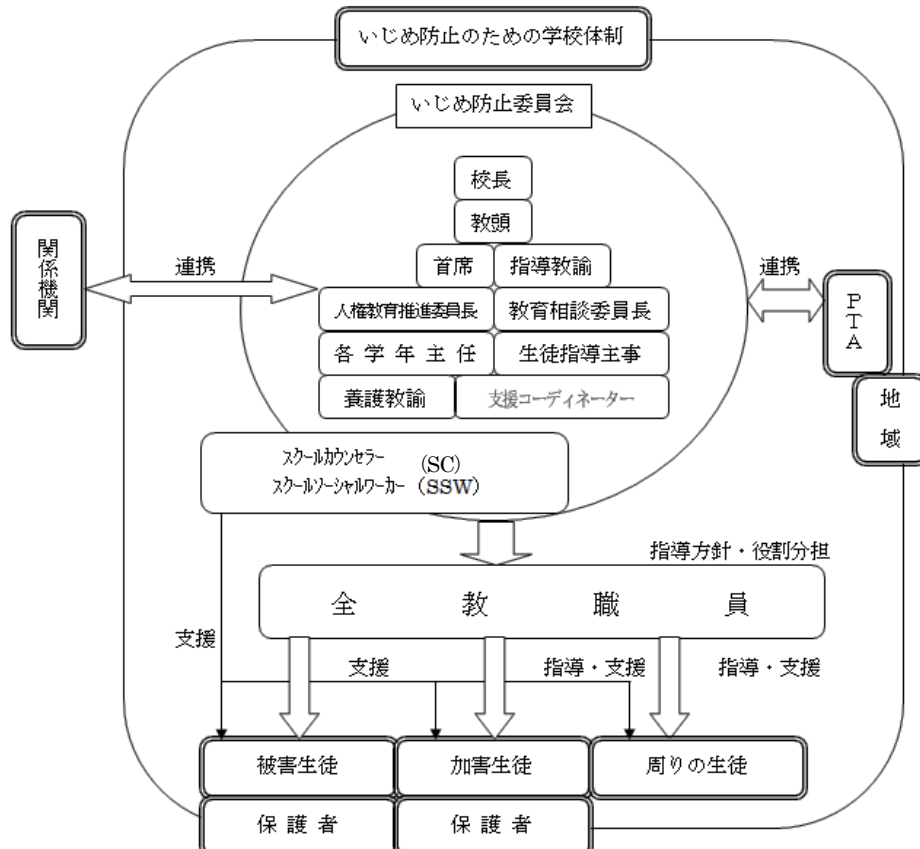 いじめ防止のための学校体制
いじめ防止委員会
校長
教頭
首席
指導教諭
人権教育推進委員長
教育相談委員長
各学年主任
生徒指導主事
養護教諭
支援コーディネーター
関係機関
連携
連携
PTA
地域
スクールカウンセラー (SC)
スクールソーシャルワーカー (SSW)
指導方針・役割分担
全教職員
支援
支援
指導・支援
指導・支援
被害生徒
加害生徒
周りの生徒
保護者
保護者